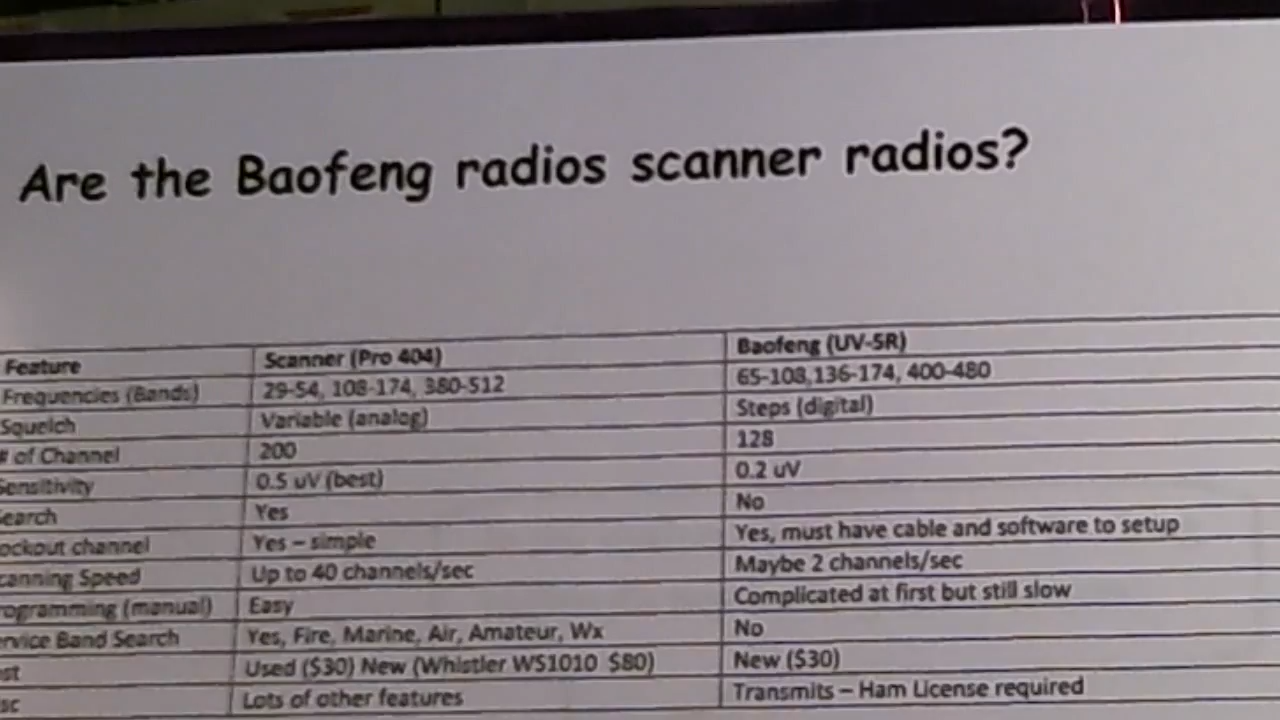 Are the Baofeng radios scanner radios?
Feature Scanner (Pro 404) Baofeng (UV-5R)
Frequencies (Bands) 29-54, 108-174, 380-512 65-108,136-174, 400-480
Squelch Variable (analog) Steps (digital)
# of Channel 200 128
Sensitivity 0.5 uV (best) 0.2 uV
earch Yes No
ockout channel Yes – simple Yes, must have cable and software to setup
canning Speed Up to 40 channels/sec Maybe 2 channels/sec
rogramming (manual) Easy Complicated at first but still slow
ervice Band Search Yes, Fire, Marine, Air, Amateur, Wx No
st Used ($30) New (Whistler WS1010 $80) New ($30)
sc Lots of other features Transmits – Ham License required